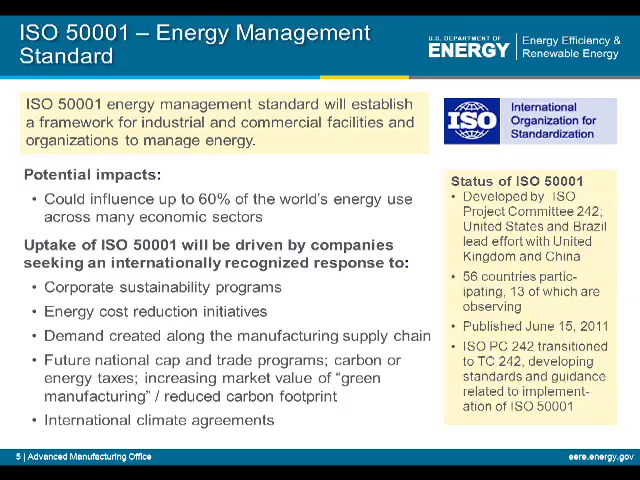 ISO 50001 – Energy Management
Standard
U.S. DEPARTMENT OF
ENERGY
Energy Efficiency &
Renewable Energy
ISO 50001 energy management standard will establish
a framework for industrial and commercial facilities and
organizations to manage energy.
Potential impacts:
• Could influence up to 60% of the world's energy use
across many economic sectors
Uptake of ISO 50001 will be driven by companies
seeking an internationally recognized response to:
• Corporate sustainability programs
• Energy cost reduction initiatives
• Demand created along the manufacturing supply chain
• Future national cap and trade programs; carbon or
energy taxes; increasing market value of “green
manufacturing” / reduced carbon footprint
• International climate agreements
ISO
International
Organization for
Standardization
Status of ISO 50001
• Developed by ISO
Project Committee 242;
United States and Brazil
lead effort with United
Kingdom and China
• 56 countries partic-
ipating, 13 of which are
observing
• Published June 15, 2011
• ISO PC 242 transitioned
to TC 242, developing
standards and guidance
related to implement-
ation of ISO 50001
5 | Advanced Manufacturing Office
eere.energy.gov